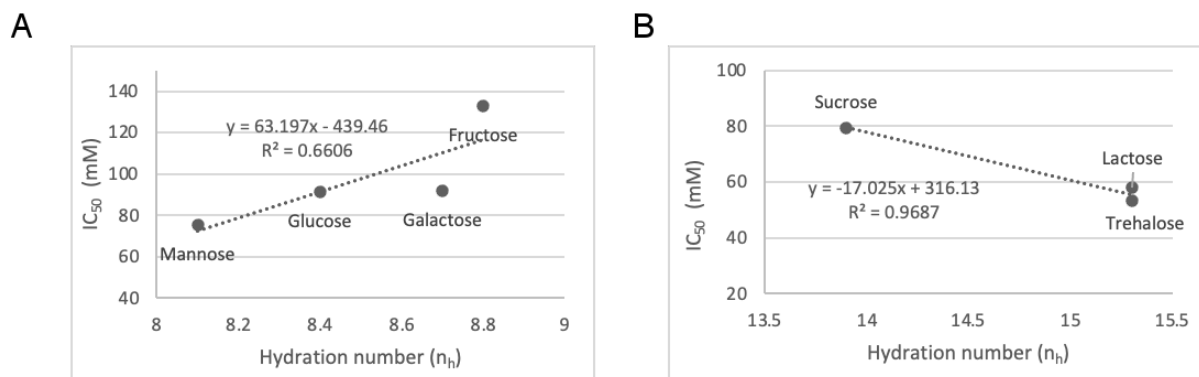 A
IC50 (mM)
140
120
100
80
60
40
y = 63.197x - 439.46
R² = 0.6606
Mannose
Glucose
Galactose
Fructose
8
8.2
8.4
8.6
8.8
9
Hydration number (nh)
B
IC50 (mM)
100
80
60
40
20
Sucrose
Lactose
y = -17.025x + 316.13
R² = 0.9687
Trehalose
13.5
14
14.5
15
15.5
Hydration number (nh)